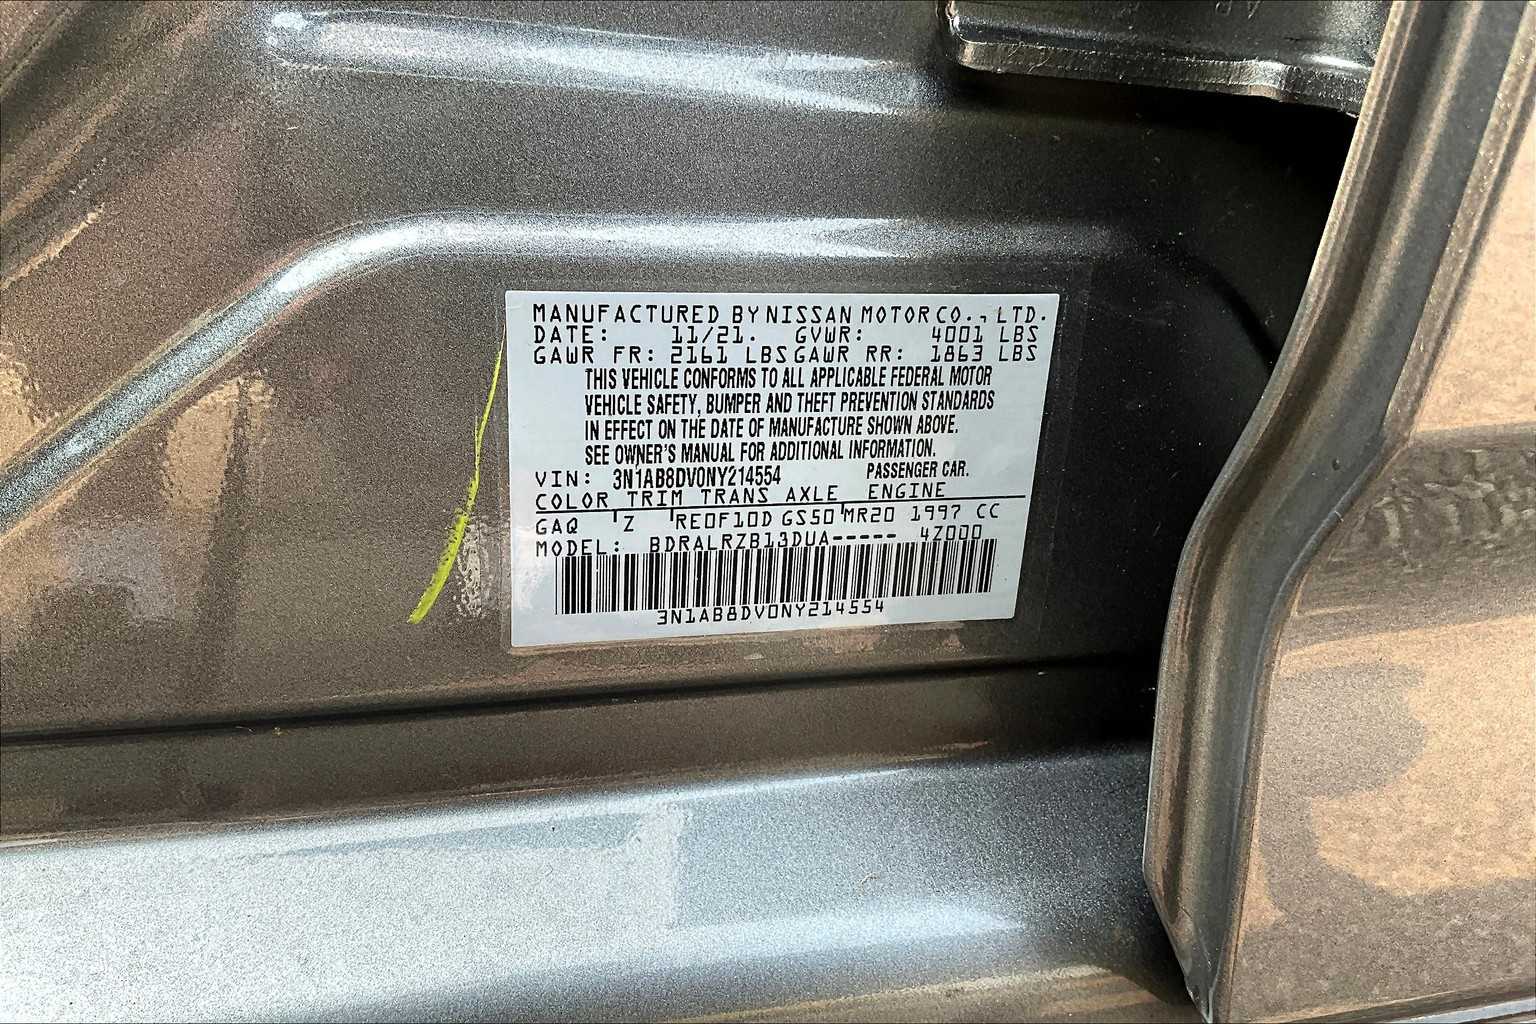 MANUFACTURED BY NISSAN MOTOR CO., LTD.
DATE: 11/21. GVWR: 4001 LBS
GAWR FR: 2161 LBS GAWR RR: 1863 LBS
THIS VEHICLE CONFORMS TO ALL APPLICABLE FEDERAL MOTOR
VEHICLE SAFETY, BUMPER AND THEFT PREVENTION STANDARDS
IN EFFECT ON THE DATE OF MANUFACTURE SHOWN ABOVE.
SEE OWNER'S MANUAL FOR ADDITIONAL INFORMATION.
VIN: 3N1AB8DV0NY214554 PASSENGER CAR.
COLOR TRIM TRANS AXLE ENGINE
GAQ Z RE0F10D GS50 MR20 1997 CC
MODEL: BDRALRZB13DUA----- 4Z000
3N1AB8DV0NY214554